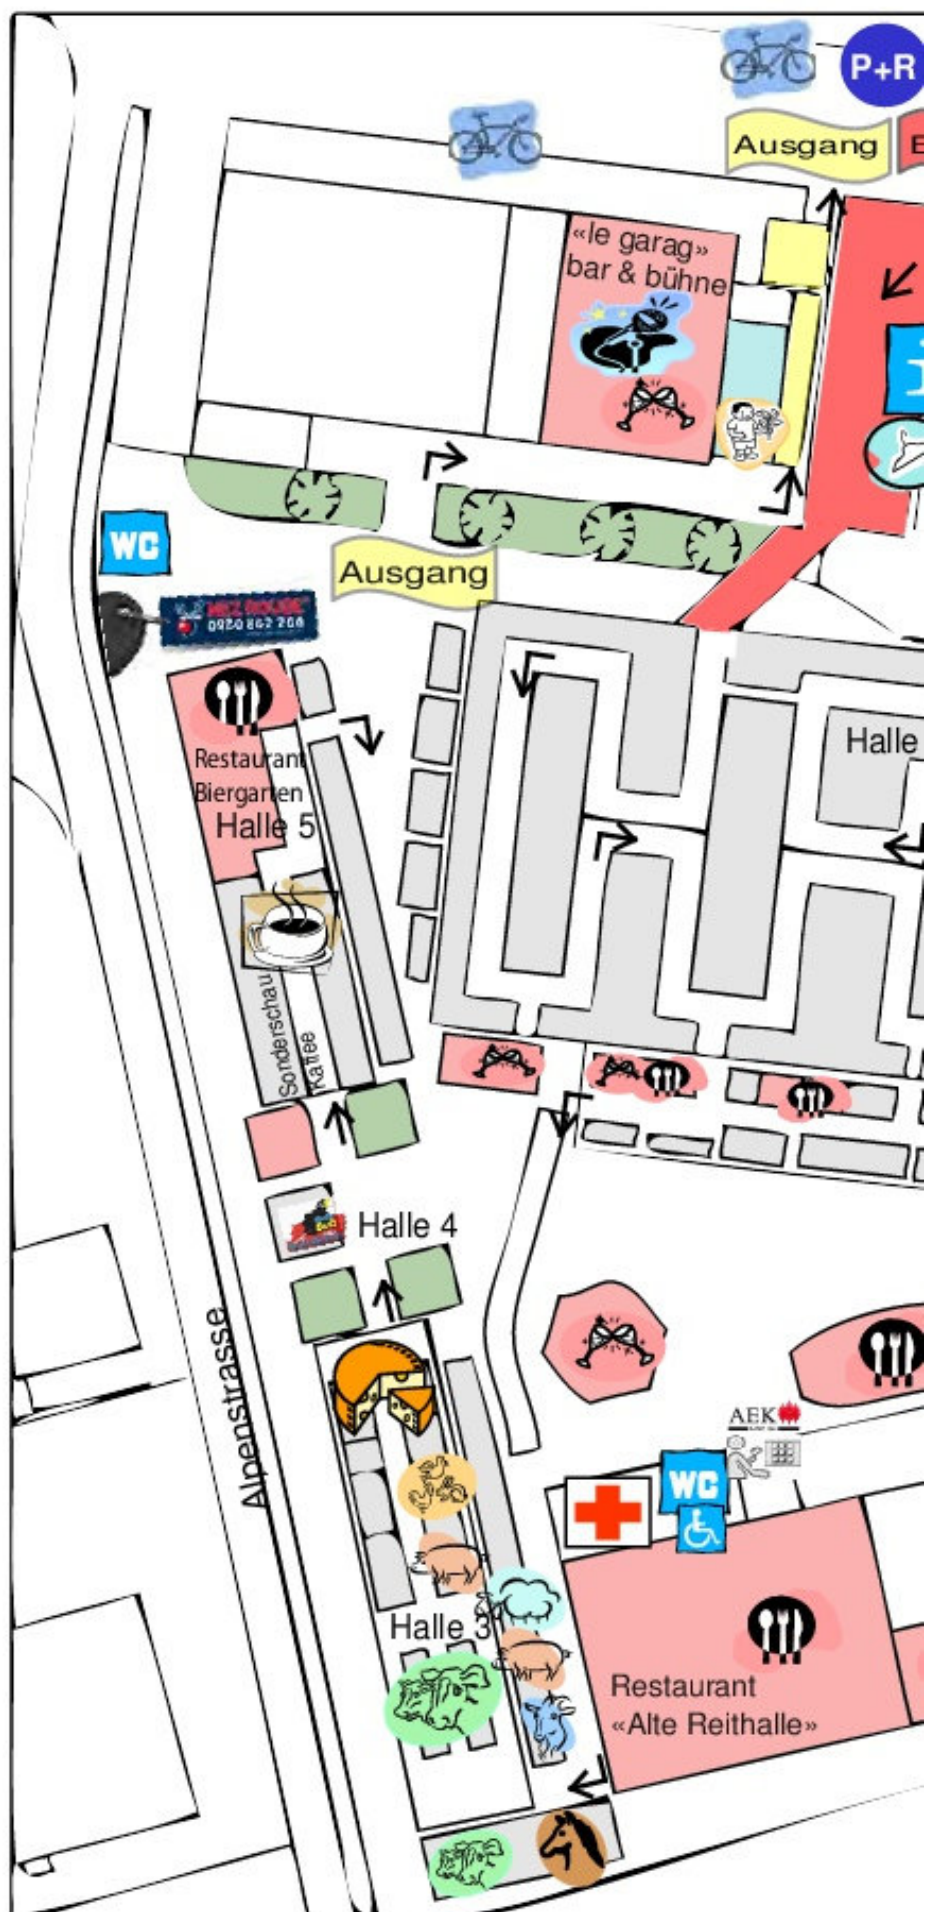 P+R
Ausgang
E
«le garag»
bar & bühne
WC
Ausgang
Restaurant
Biergarten
Halle 5
Halle
Sonderschau
Kaffee
Halle 4
Alpenstrasse
AEK
WC
Halle 3
Restaurant
«Alte Reithalle»